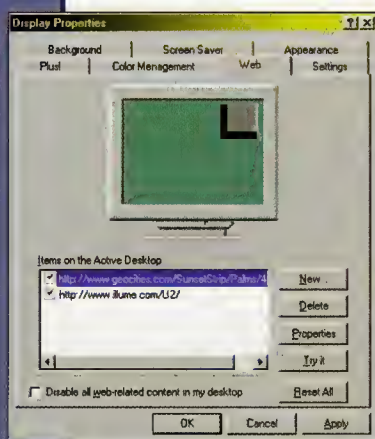 Display Properties
Background Screen Saver Appearance
Plus! Color Management Web Settings
Items on the Active Desktop
http://www.geocities.com/SunsetStrip/Palms/4
http://www.illume.com/U2/
New...
Delete
Properties
Try it
Disable all web-related content in my desktop
Reset All
OK Cancel Apply